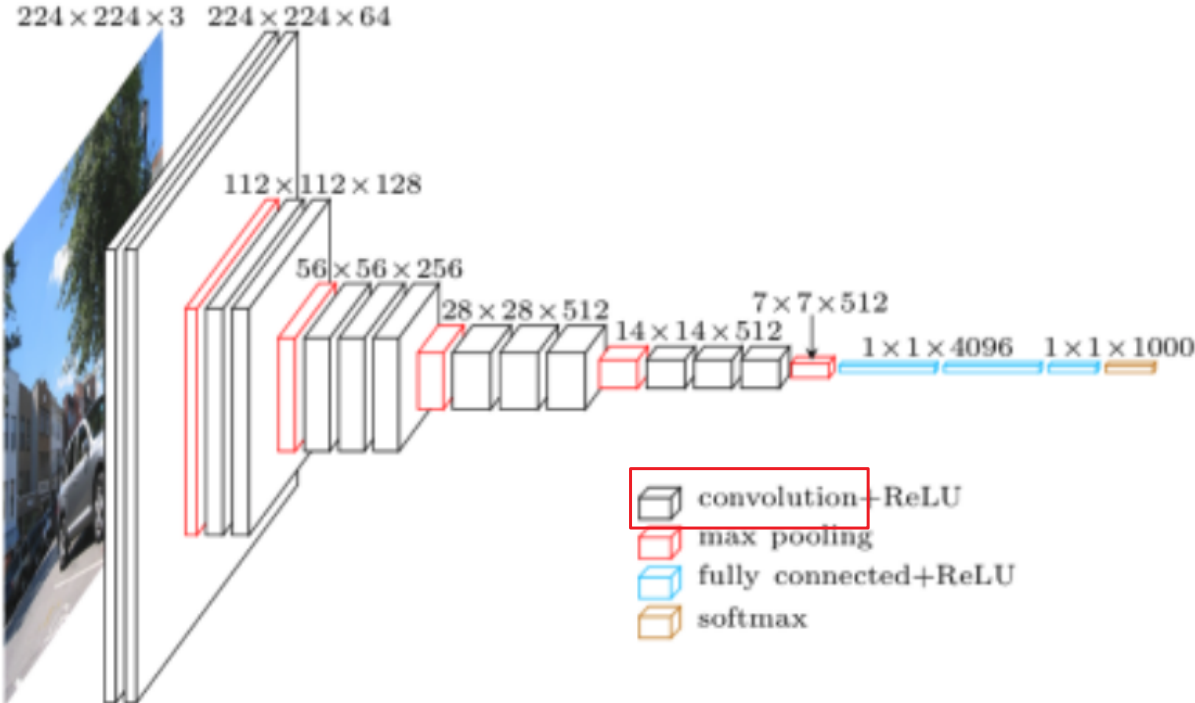 224×224×3
224×224×64
112×112×128
56×56×256
28×28×512
14×14×512
7×7×512
1×1×4096
1×1×1000
convolution+ReLU
max pooling
fully connected+ReLU
softmax